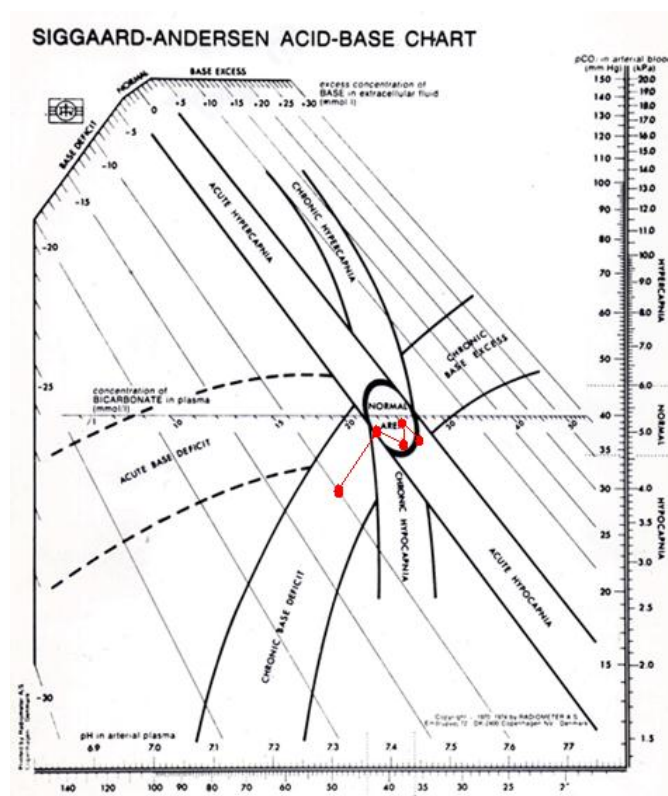 SIGGAARD-ANDERSEN ACID-BASE CHART
pCO₂ in arterial blood
(mm Hg) (kPa)
NORMAL
BASE EXCESS
BASE DEFICIT
excess concentration of
BASE in extracellular fluid
(mmol/l)
0 +5 +10 +15 +20 +25 +30
-5
-10
-15
-20
-25
-30
150 20.0
140 19.0
130
120 16.0
110 15.0
14.0
100 13.0
90 12.0
80 11.0
10.0
70 9.0
60 8.0
7.0
50
6.0
40
5.0
30 4.0
25
3.0
20
2.5
15 2.0
1.5
HYPERCAPNIA
NORMAL
HYPOCAPNIA
ACUTE HYPERCAPNIA
CHRONIC HYPERCAPNIA
CHRONIC
BASE EXCESS
NORMAL
AREA
concentration of
BICARBONATE in plasma
(mmol/l)
10 20 40 50
ACUTE BASE DEFICIT
CHRONIC HYPOCAPNIA
ACUTE HYPOCAPNIA
CHRONIC BASE DEFICIT
Copyright
pH in arterial plasma
6.9 7.0 7.1 7.2 7.3 7.4 7.5 7.6 7.7
140 120 100 90 80 70 60 50 40 35 30 25